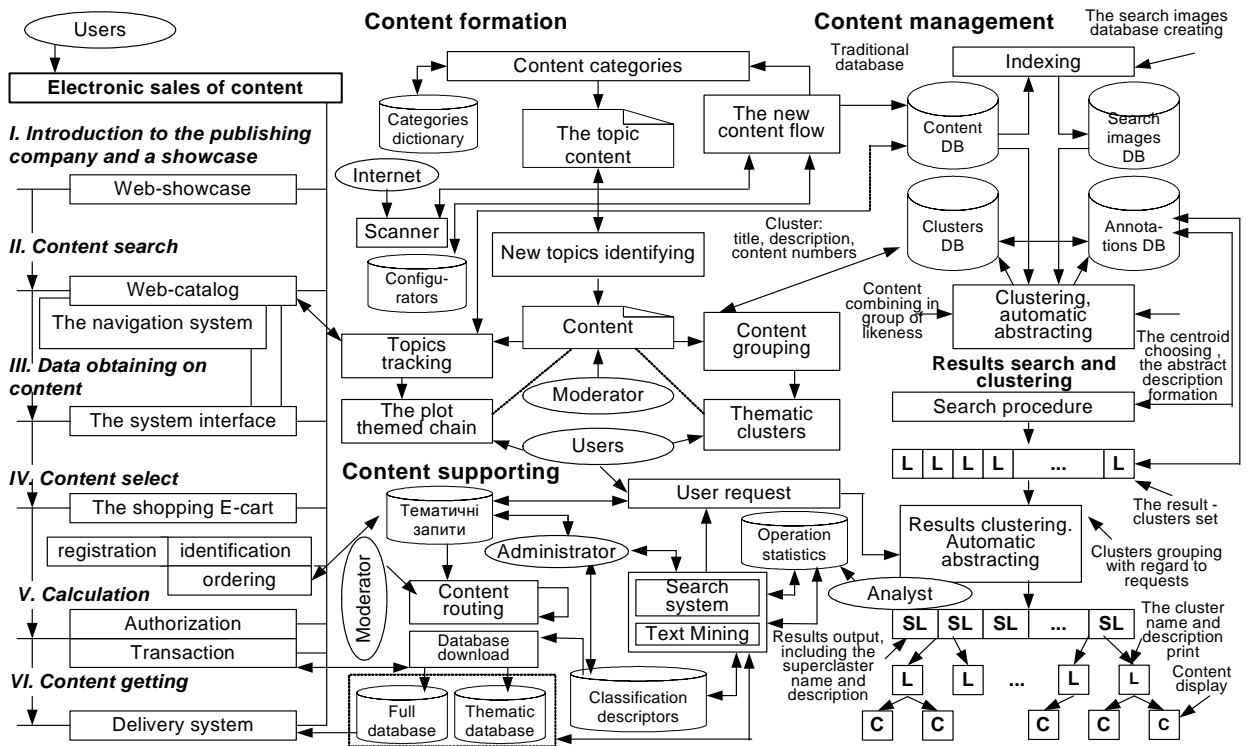 Users
Electronic sales of content
I. Introduction to the publishing
company and a showcase
Web-showcase
II. Content search
Web-catalog
The navigation system
III. Data obtaining on
content
The system interface
IV. Content select
The shopping E-cart
registration
identification
ordering
V. Calculation
Authorization
Transaction
VI. Content getting
Delivery system
Content formation
Content categories
Categories
dictionary
The topic
content
The new
content flow
Internet
Scanner
Configu-
rators
New topics identifying
Cluster:
title, description,
content numbers
Content
Topics
tracking
Content
grouping
Moderator
The plot
themed chain
Thematic
clusters
Users
Content supporting
User request
Тематичні
запити
Administrator
Operation
statistics
Moderator
Content
routing
Search
system
Text Mining
Analyst
Database
download
Full
database
Thematic
database
Classification
descriptors
Results output,
including the
superclaster
name and
description
Content management
The search images
database creating
Traditional
database
Indexing
Content
DB
Search
images
DB
Clusters
DB
Annota-
tions DB
Content
combining in
group of
likeness
Clustering,
automatic
abstracting
The centroid
choosing ,
the abstract
description
formation
Results search and
clustering
Search procedure
L L L L ... L
The result -
clusters set
Results clustering.
Automatic
abstracting
Clusters grouping
with regard to
requests
SL SL SL ... SL
The cluster
name and
description
print
L L ... L L
Content
display
C C C C C